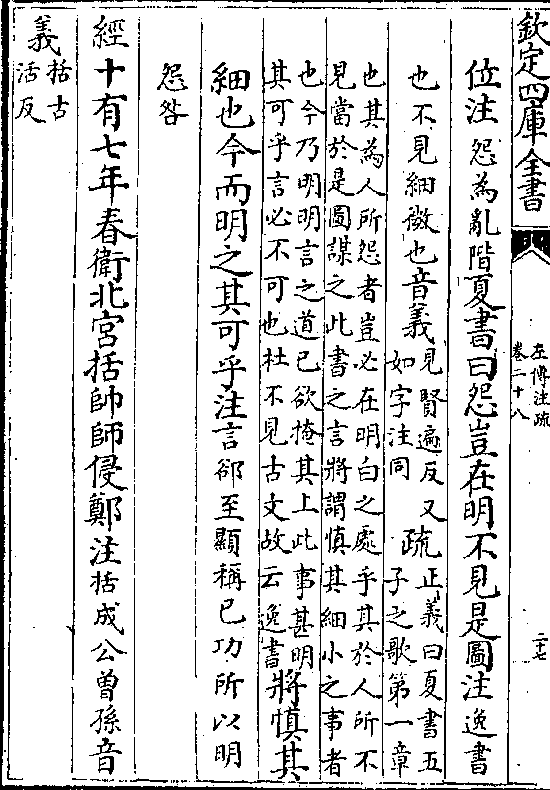 欽定四庫全書
左傳注疏
卷二十八
二十七
位注怨為亂階夏書曰怨豈在明不見是圖注逸書
也不見細微也音義見賢遍反又
如字注同
疏正義曰夏書五
子之歌第一章
也其為人所怨者豈必在明白之處乎其於人所不
見當於是圖謀之此書之言將謂慎其細小之事者
也今乃明明言之道已欲掩其上此事甚明
其可乎言必不可也杜不見古文故云逸書
將慎其
細也今而明之其可乎注言郤至顯稱已功所以明
怨咎
經十有七年春衛北宮括帥師侵鄭注括成公曾孫音
義括古
活反